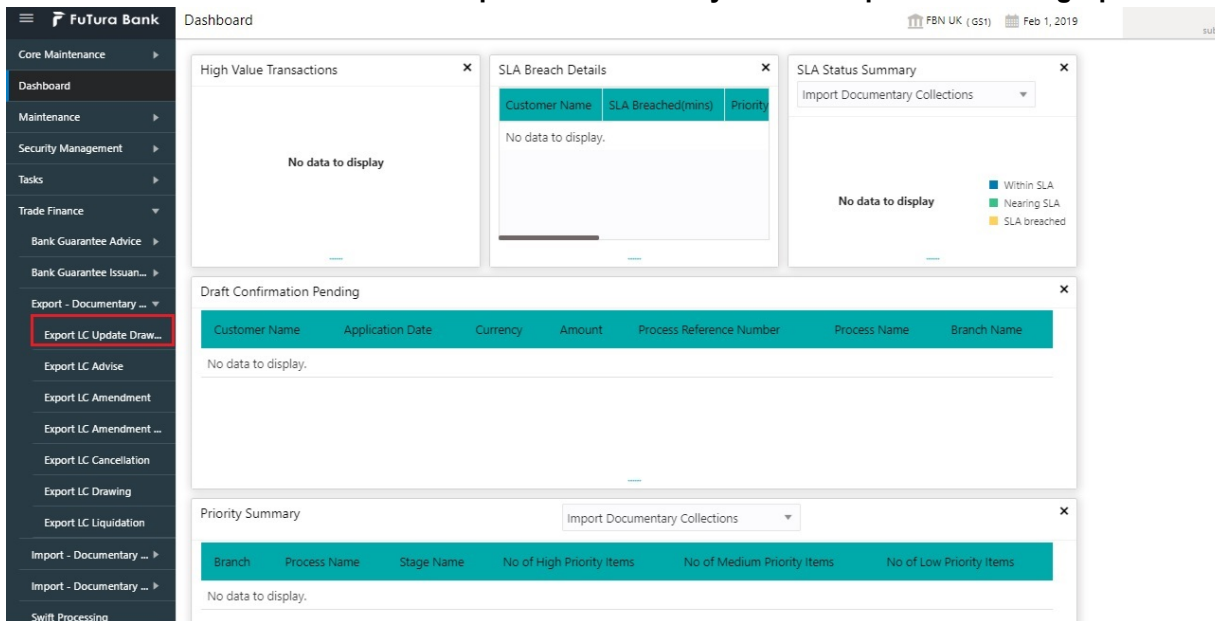 FuTura Bank
Dashboard
FBN UK (GS1)
Feb 1, 2019
Core Maintenance
Dashboard
Maintenance
Security Management
Tasks
Trade Finance
Bank Guarantee Advice
Bank Guarantee Issuan...
Export - Documentary ...
Export LC Update Draw...
Export LC Advise
Export LC Amendment
Export LC Amendment ...
Export LC Cancellation
Export LC Drawing
Export LC Liquidation
Import - Documentary ...
Import - Documentary ...
Swift Processing
High Value Transactions
No data to display
SLA Breach Details
Customer Name SLA Breached(mins) Priority
No data to display.
SLA Status Summary
Import Documentary Collections
No data to display
Within SLA
Nearing SLA
SLA breached
Draft Confirmation Pending
Customer Name Application Date Currency Amount Process Reference Number Process Name Branch Name
No data to display.
Priority Summary
Import Documentary Collections
Branch Process Name Stage Name No of High Priority Items No of Medium Priority Items No of Low Priority Items
No data to display.